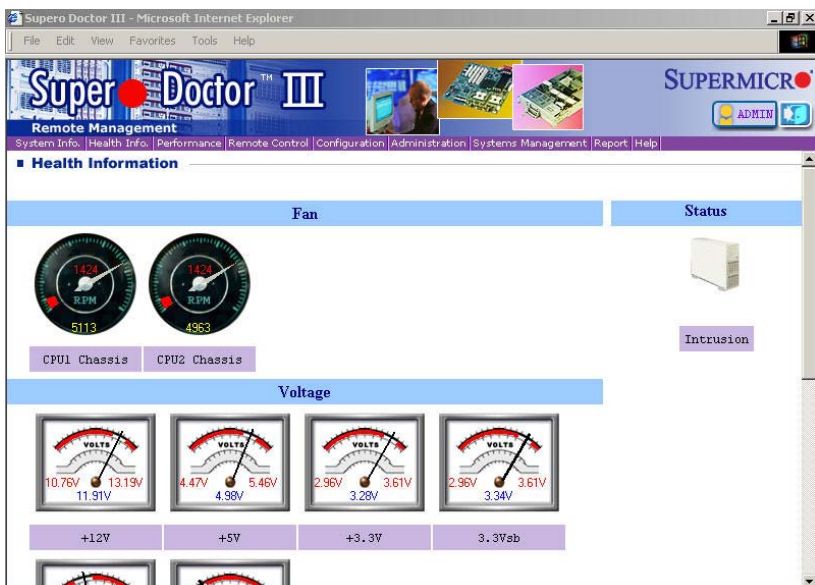 Supero Doctor III - Microsoft Internet Explorer
File Edit View Favorites Tools Help
Super Doctor™ III
SUPERMICR
Remote Management
ADMIN
System Info. Health Info. Performance Remote Control Configuration Administration Systems Management Report Help
Health Information
Fan
Status
1424
RPM
5113
1424
RPM
4963
CPU1 Chassis
CPU2 Chassis
Intrusion
Voltage
VOLTS
10.76V 13.19V
11.91V
VOLTS
4.47V 5.46V
4.98V
VOLTS
2.96V 3.61V
3.28V
VOLTS
2.96V 3.61V
3.34V
+12V
+5V
+3.3V
3.3Vsb